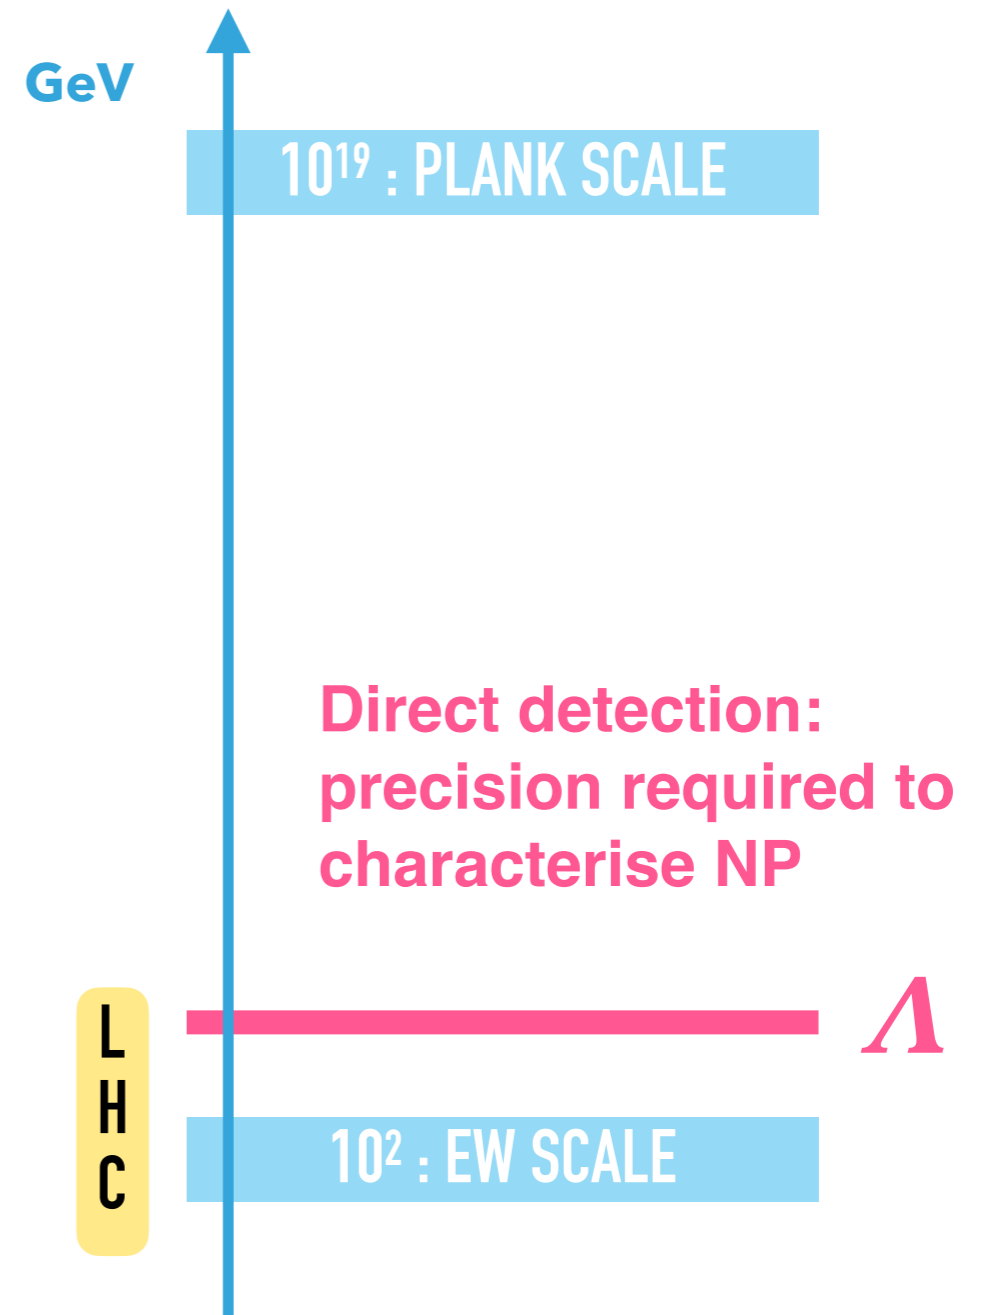 GeV
10¹⁹ : PLANK SCALE
Direct detection:
precision required to
characterise NP
Λ
L
H
C
10² : EW SCALE